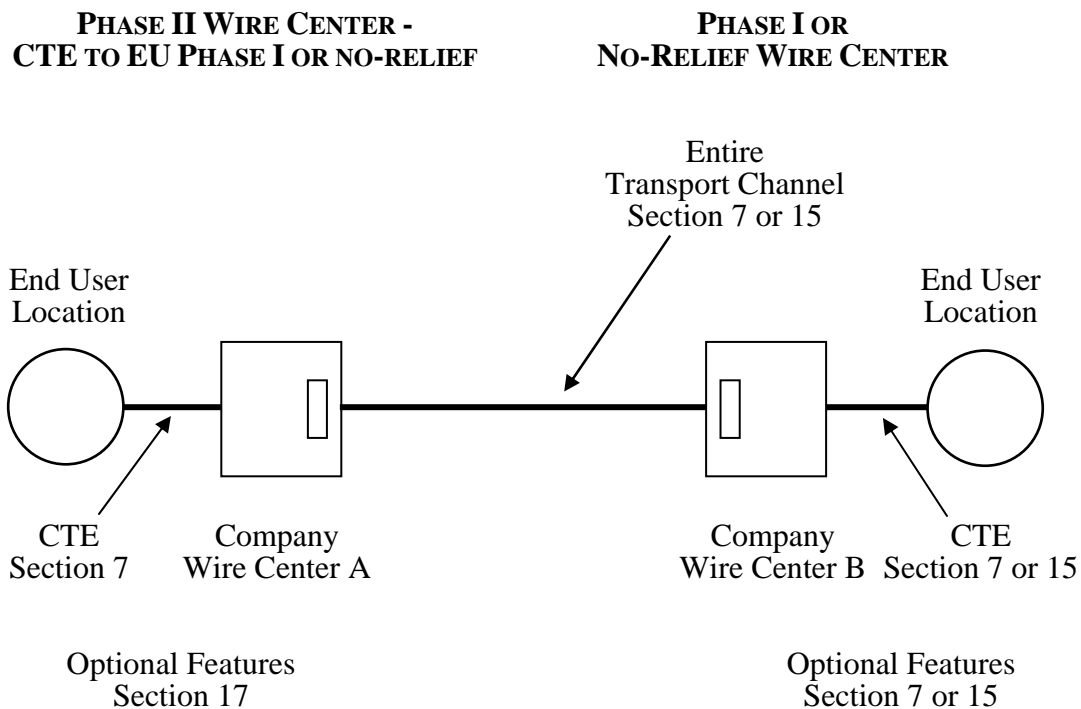 PHASE II WIRE CENTER -
CTE TO EU PHASE I OR NO-RELIEF
PHASE I OR
NO-RELIEF WIRE CENTER
Entire
Transport Channel
Section 7 or 15
End User
Location
End User
Location
CTE
Section 7
Company
Wire Center A
Company
Wire Center B
CTE
Section 7 or 15
Optional Features
Section 17
Optional Features
Section 7 or 15